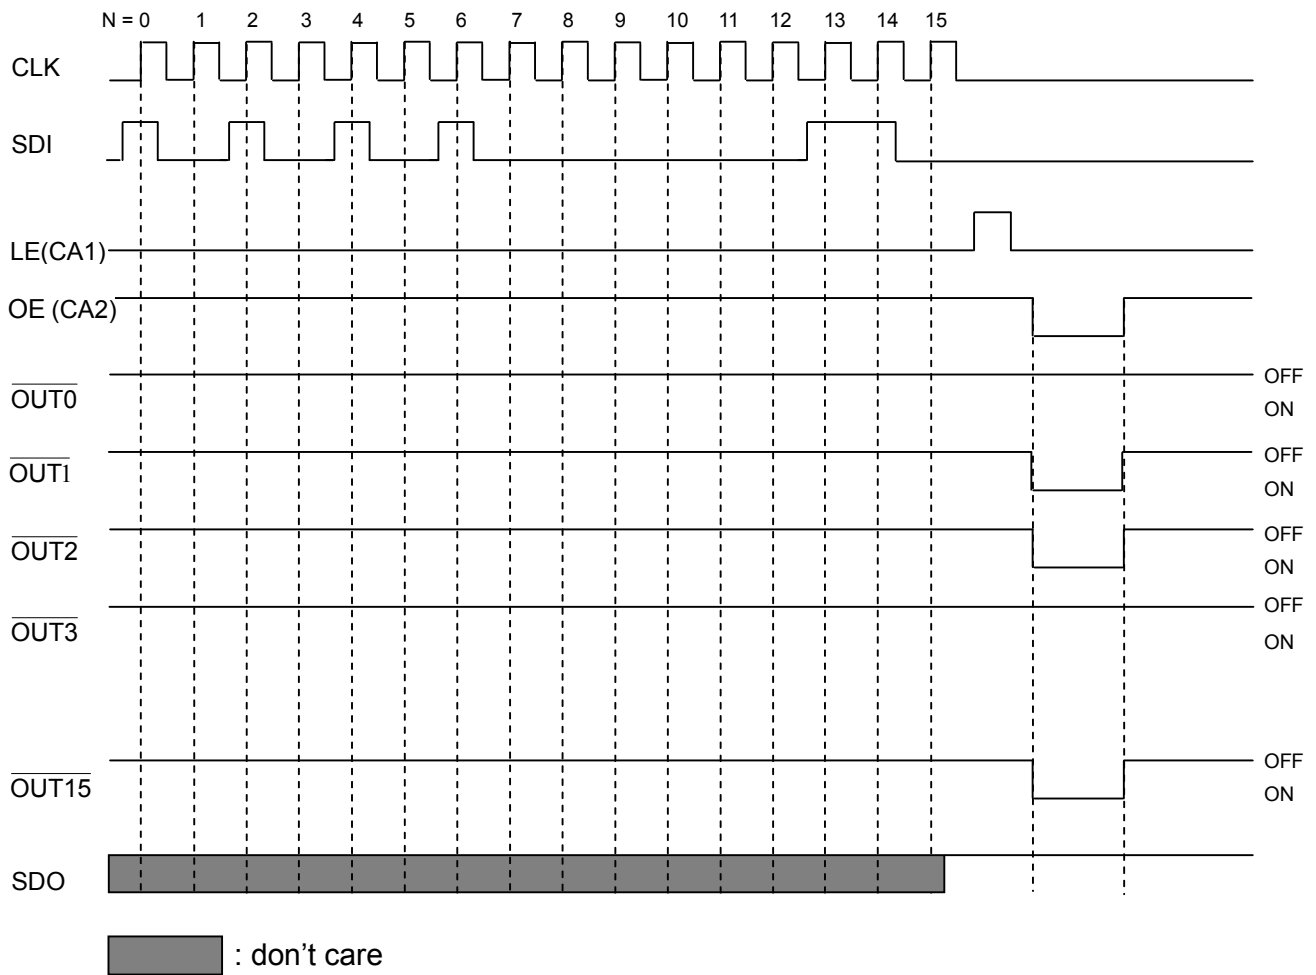 N = 0 1 2 3 4 5 6 7 8 9 10 11 12 13 14 15
CLK
SDI
LE(CA1)
OE (CA2)
OUT0
OFF
ON
OUT1
OFF
ON
OUT2
OFF
ON
OUT3
OFF
ON
OUT15
OFF
ON
SDO
: don't care